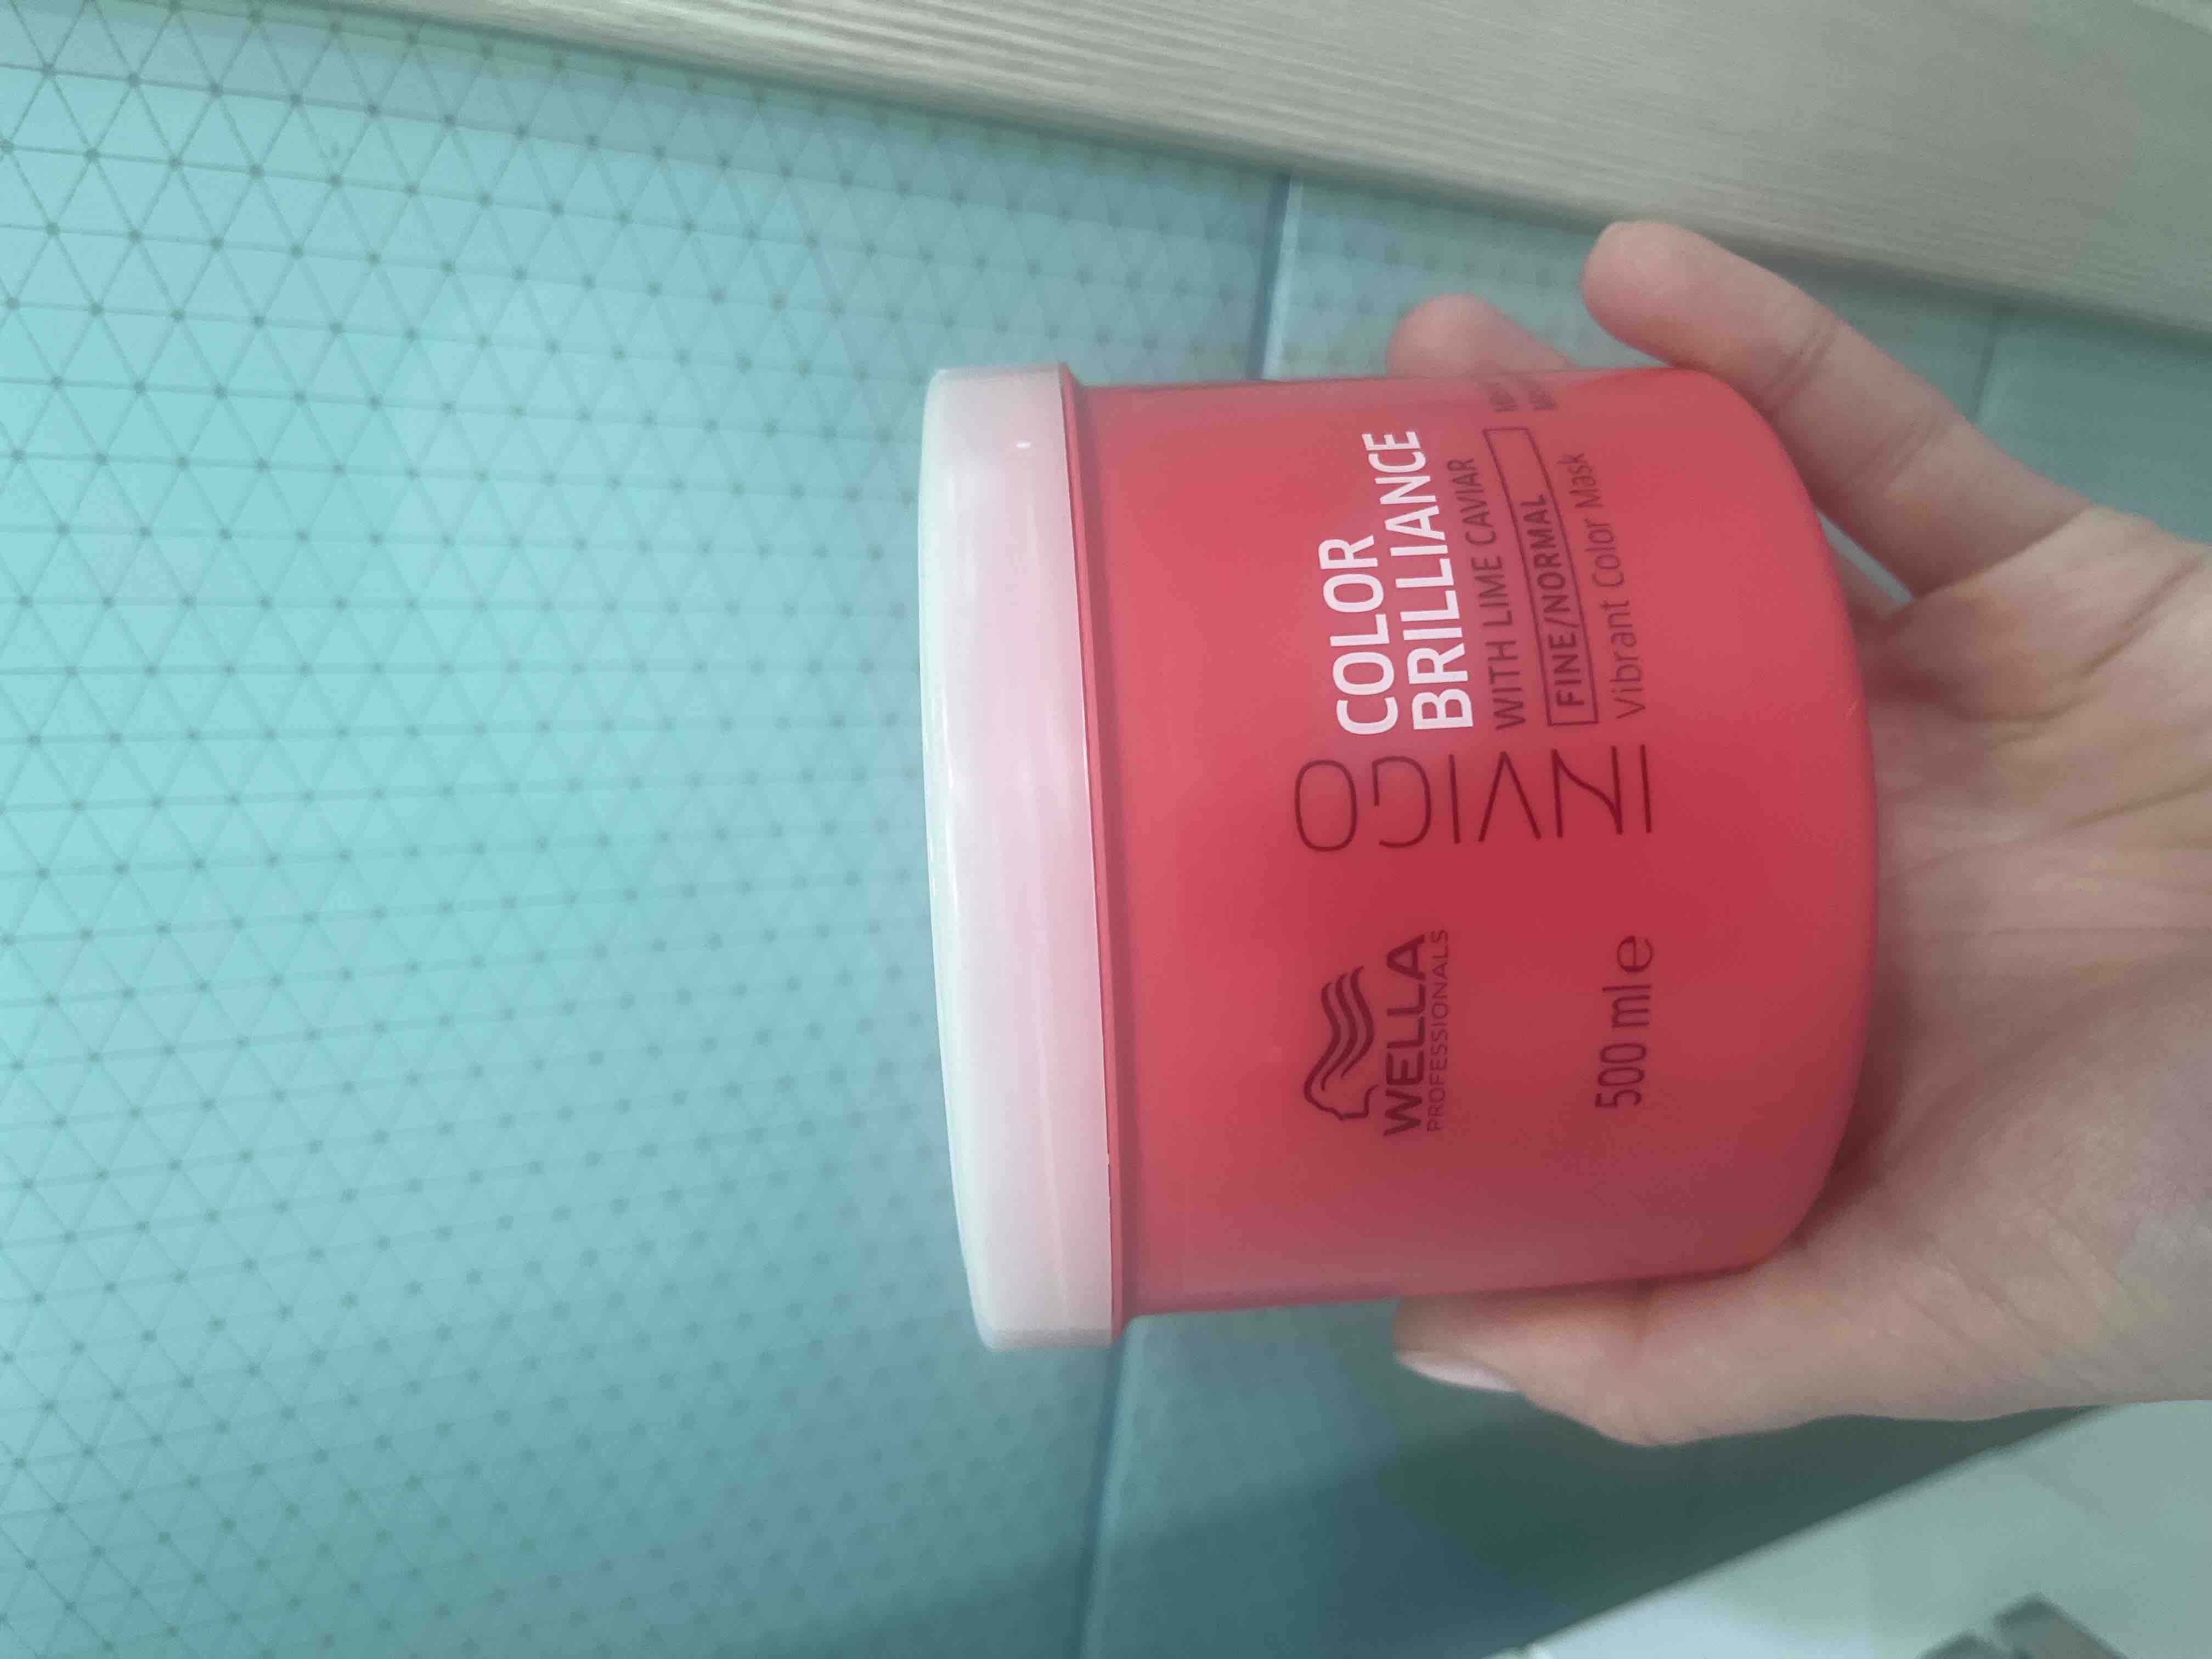 WELLA
PROFESSIONALS
INVIGO
COLOR
BRILLIANCE
WITH LIME CAVIAR
FINE/NORMAL
Vibrant Color Mask
500 ml e